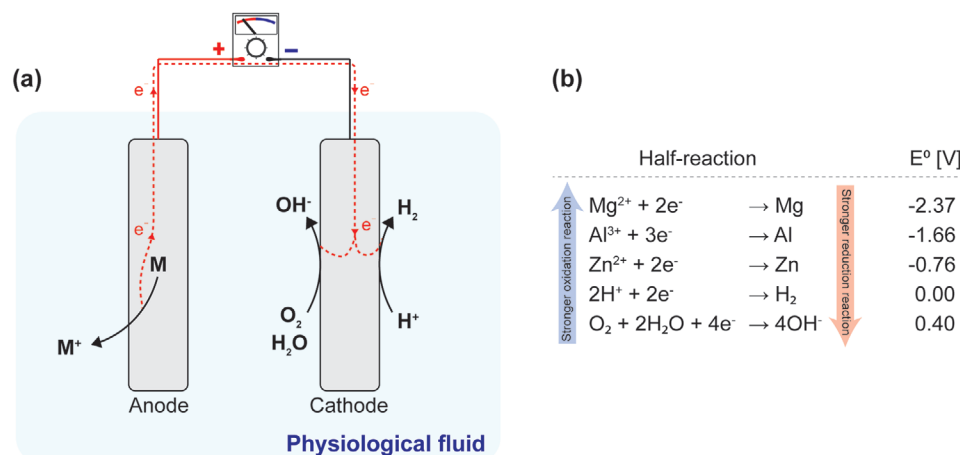 (a)
+ −
e⁻ e⁻
OH⁻ H₂
e⁻ e⁻
M
O₂ H⁺
H₂O
M⁺
Anode Cathode
Physiological fluid
(b)
Half-reaction E⁰ [V]
Stronger oxidation reaction
Mg²⁺ + 2e⁻ → Mg -2.37
Al³⁺ + 3e⁻ → Al -1.66
Zn²⁺ + 2e⁻ → Zn -0.76
2H⁺ + 2e⁻ → H₂ 0.00
O₂ + 2H₂O + 4e⁻ → 4OH⁻ 0.40
Stronger reduction reaction